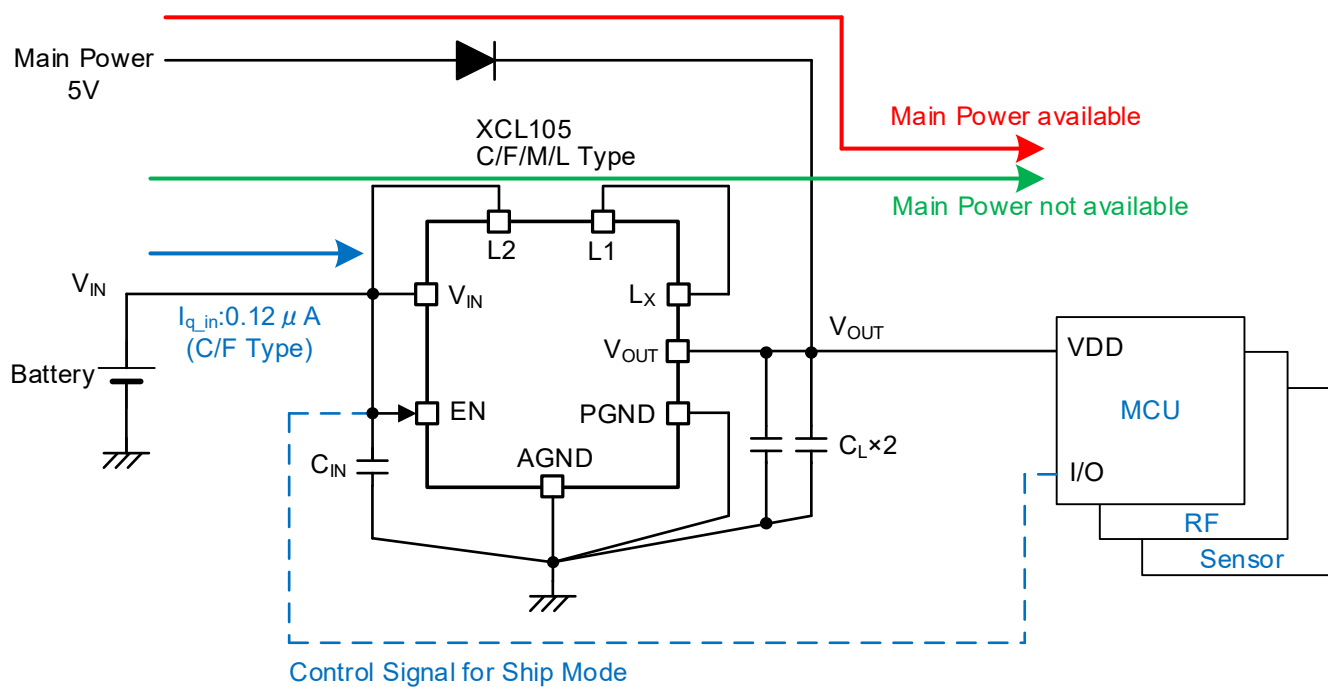 Main Power
5V
Main Power available
XCL105
C/F/M/L Type
Main Power not available
L2
L1
VIN
VIN
LX
Iq_in:0.12 μ A
(C/F Type)
VOUT
VOUT
VDD
Battery
EN
PGND
MCU
AGND
CIN
CL×2
I/O
RF
Sensor
Control Signal for Ship Mode